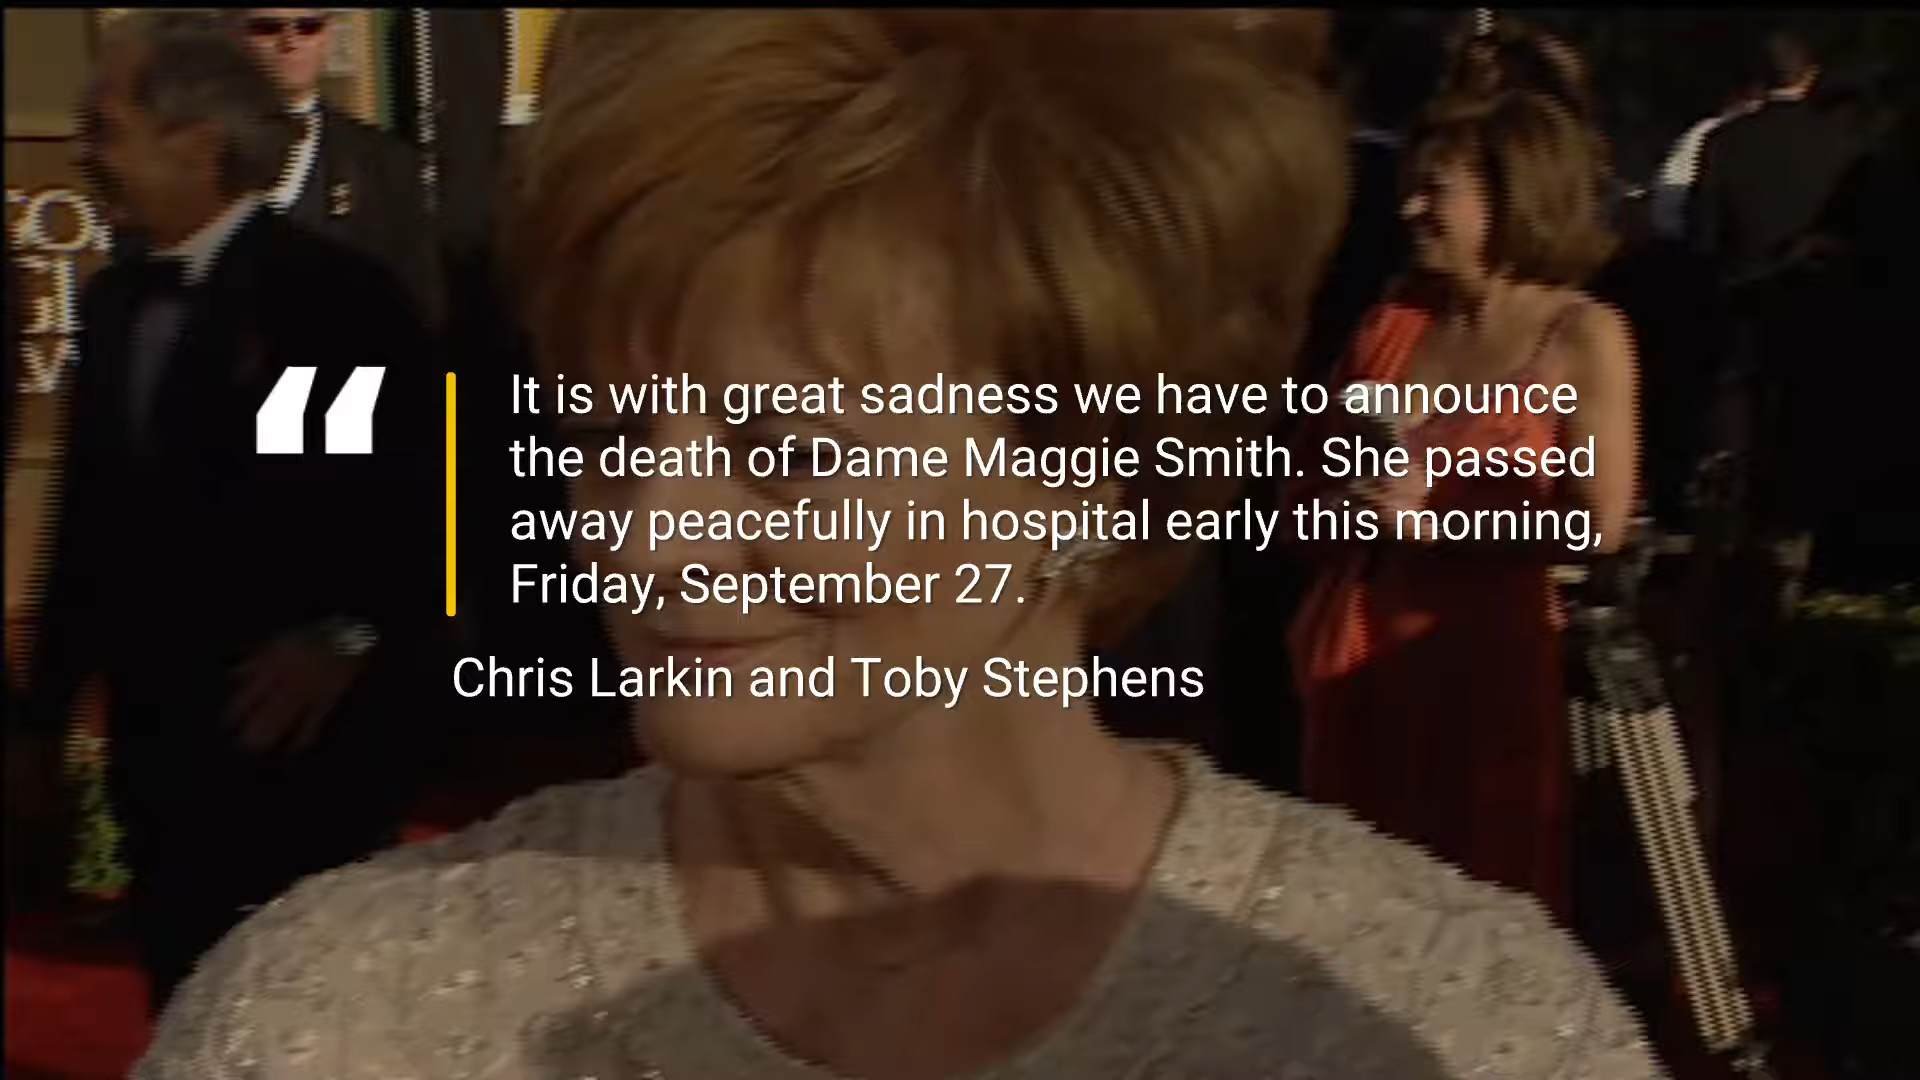 “
It is with great sadness we have to announce
the death of Dame Maggie Smith. She passed
away peacefully in hospital early this morning,
Friday, September 27.
Chris Larkin and Toby Stephens